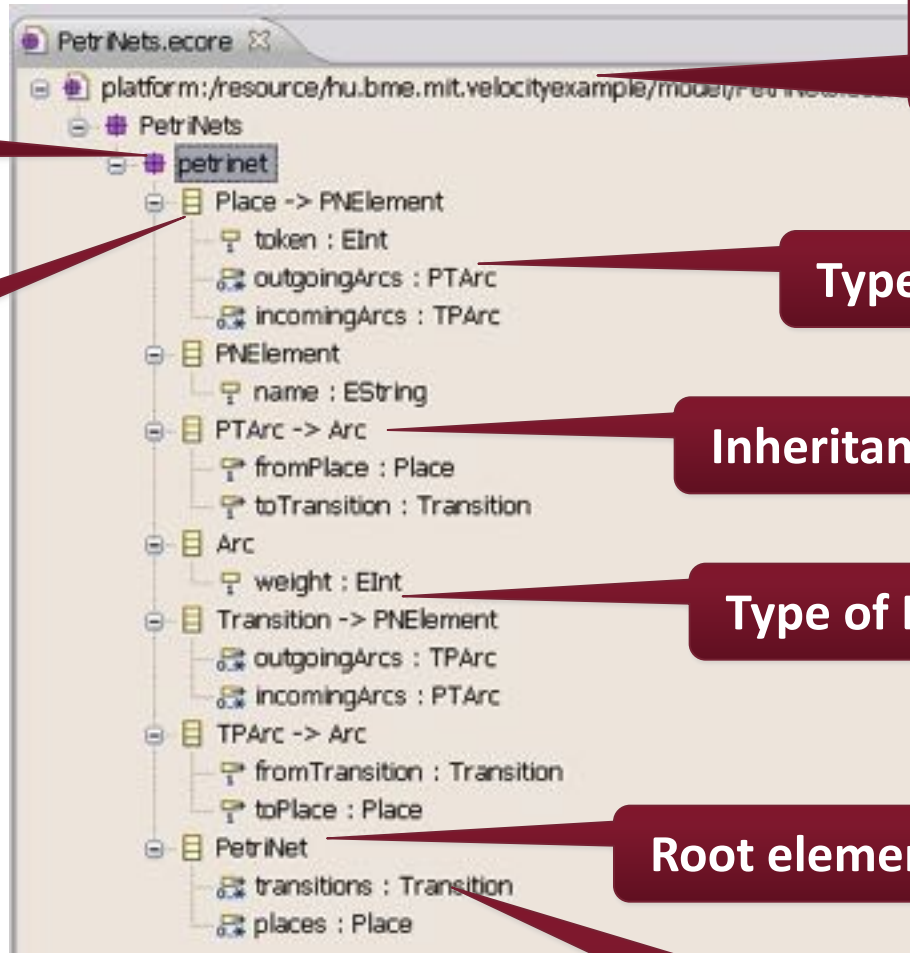 PetriNets.ecore
platform:/resource/hu.bme.mit.velocityexample/model/PetriNets.ecore
PetriNets
petrinet
Place -> PNElement
token : EInt
outgoingArcs : PTArc
Type
incomingArcs : TPArc
PNElement
name : EString
PTArc -> Arc
Inheritan
fromPlace : Place
toTransition : Transition
Arc
weight : EInt
Type of
Transition -> PNElement
outgoingArcs : TPArc
incomingArcs : PTArc
TPArc -> Arc
fromTransition : Transition
toPlace : Place
PetriNet
Root elemen
transitions : Transition
places : Place